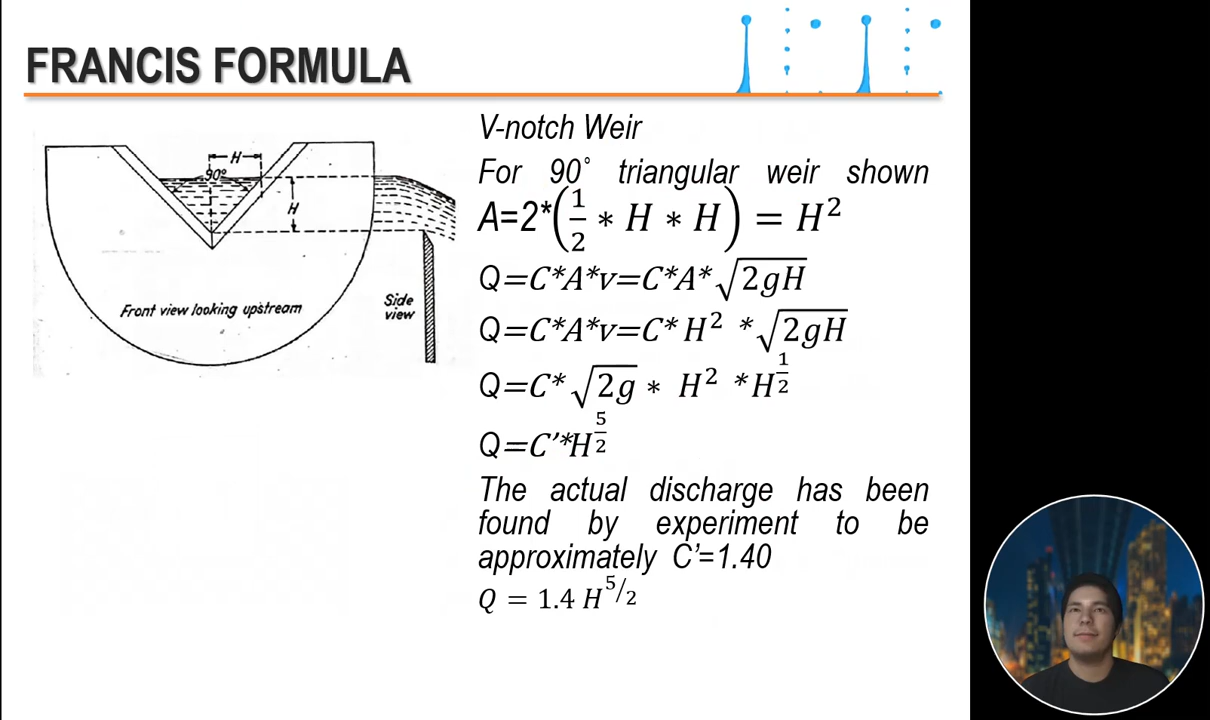 FRANCIS FORMULA
H
90°
H
Front view looking upstream
Side
view
V-notch Weir
For 90° triangular weir shown
A=2*(1/2 * H * H) = H²
Q=C*A*v=C*A*√2gH
Q=C*A*v=C* H² *√2gH
Q=C*√2g * H² *H^1/2
Q=C’*H^5/2
The actual discharge has been
found by experiment to be
approximately C’=1.40
Q = 1.4 H^5/2